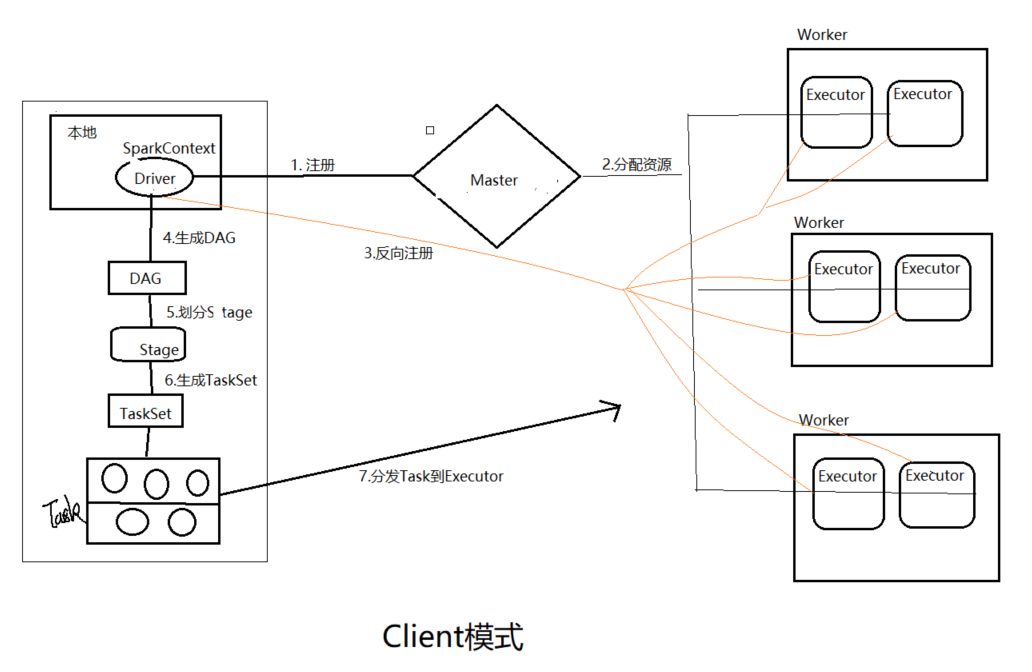 本地
SparkContext
Driver
1. 注册
Master
2.分配资源
3.反向注册
4.生成DAG
DAG
5.划分S tage
Stage
6.生成TaskSet
TaskSet
Task
7.分发Task到Executor
Worker
Executor
Executor
Worker
Executor
Executor
Worker
Executor
Executor
Client模式